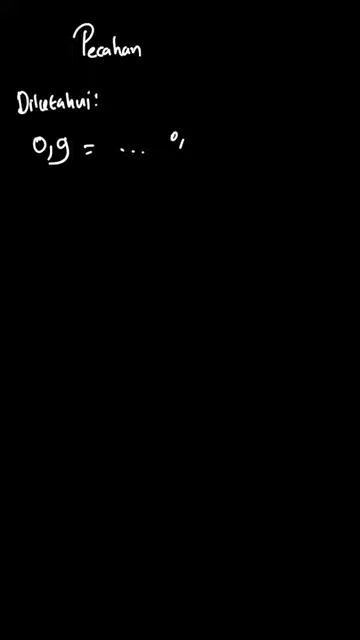 Pecahan
Diketahui:
0,9 = ... %